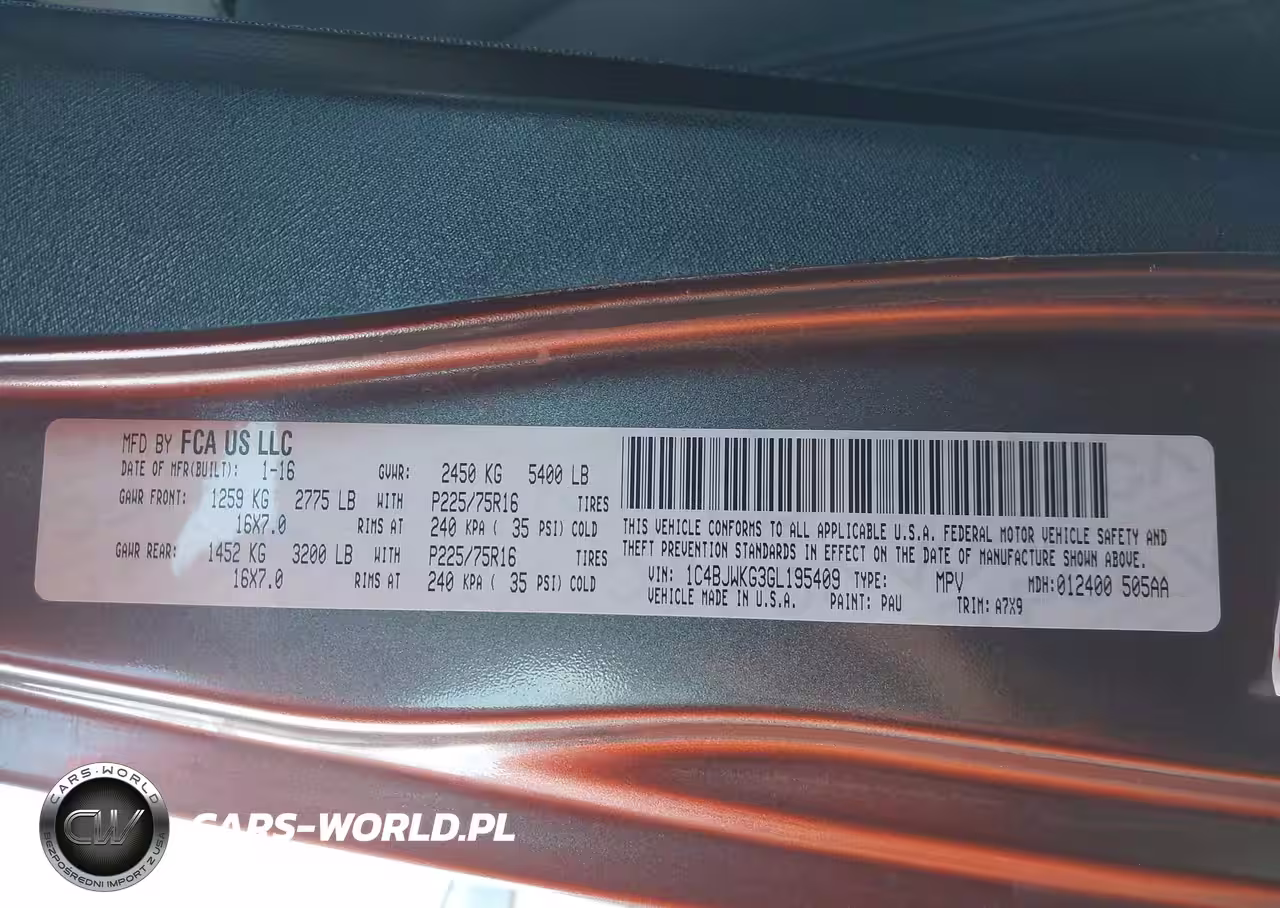 MFD BY FCA US LLC
DATE OF MFR(BUILT): 1-16 GVWR: 2450 KG 5400 LB
GAWR FRONT: 1259 KG 2775 LB WITH P225/75R16 TIRES
16X7.0 RIMS AT 240 KPA ( 35 PSI) COLD
GAWR REAR: 1452 KG 3200 LB WITH P225/75R16 TIRES
16X7.0 RIMS AT 240 KPA ( 35 PSI) COLD
THIS VEHICLE CONFORMS TO ALL APPLICABLE U.S.A. FEDERAL MOTOR VEHICLE SAFETY AND
THEFT PREVENTION STANDARDS IN EFFECT ON THE DATE OF MANUFACTURE SHOWN ABOVE.
VIN: 1C4BJWKG3GL195409 TYPE: MPV MDH:012400 505AA
VEHICLE MADE IN U.S.A. PAINT: PAU TRIM: A7X9
CARS-WORLD
CW
BEZPOŚREDNI IMPORT Z USA
CARS-WORLD.PL